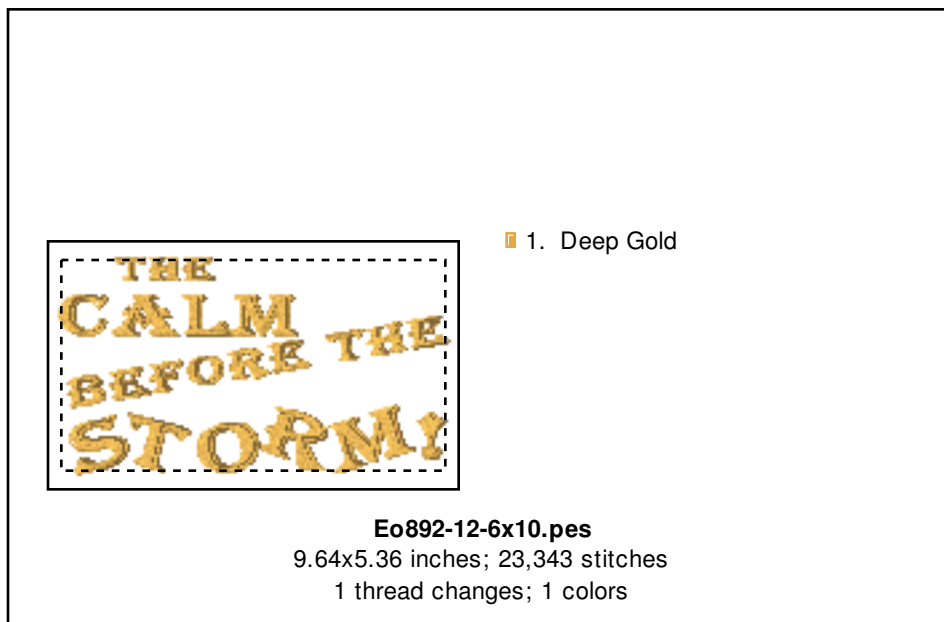 THE
CALM
BEFORE THE
STORM!
1. Deep Gold
Eo892-12-6x10.pes
9.64x5.36 inches; 23,343 stitches
1 thread changes; 1 colors